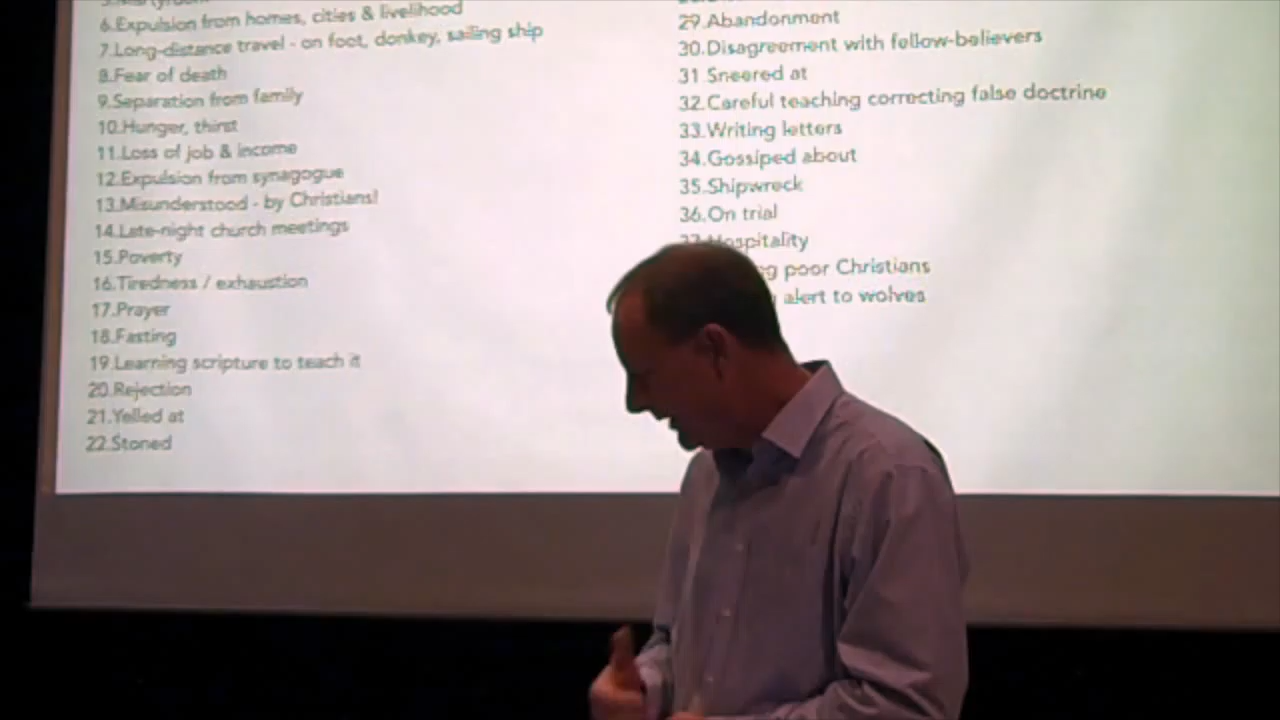 6.Expulsion from homes, cities & livelihood
7.Long-distance travel - on foot, donkey, sailing ship
8.Fear of death
9.Separation from family
10.Hunger, thirst
11.Loss of job & income
12.Expulsion from synagogue
13.Misunderstood - by Christians!
14.Late-night church meetings
15.Poverty
16.Tiredness / exhaustion
17.Prayer
18.Fasting
19.Learning scripture to teach it
20.Rejection
21.Yelled at
22.Stoned
29.Abandonment
30.Disagreement with fellow-believers
31 Sneered at
32.Careful teaching correcting false doctrine
33.Writing letters
34.Gossiped about
35.Shipwreck
36.On trial
37.Hospitality
poor Christians
alert to wolves